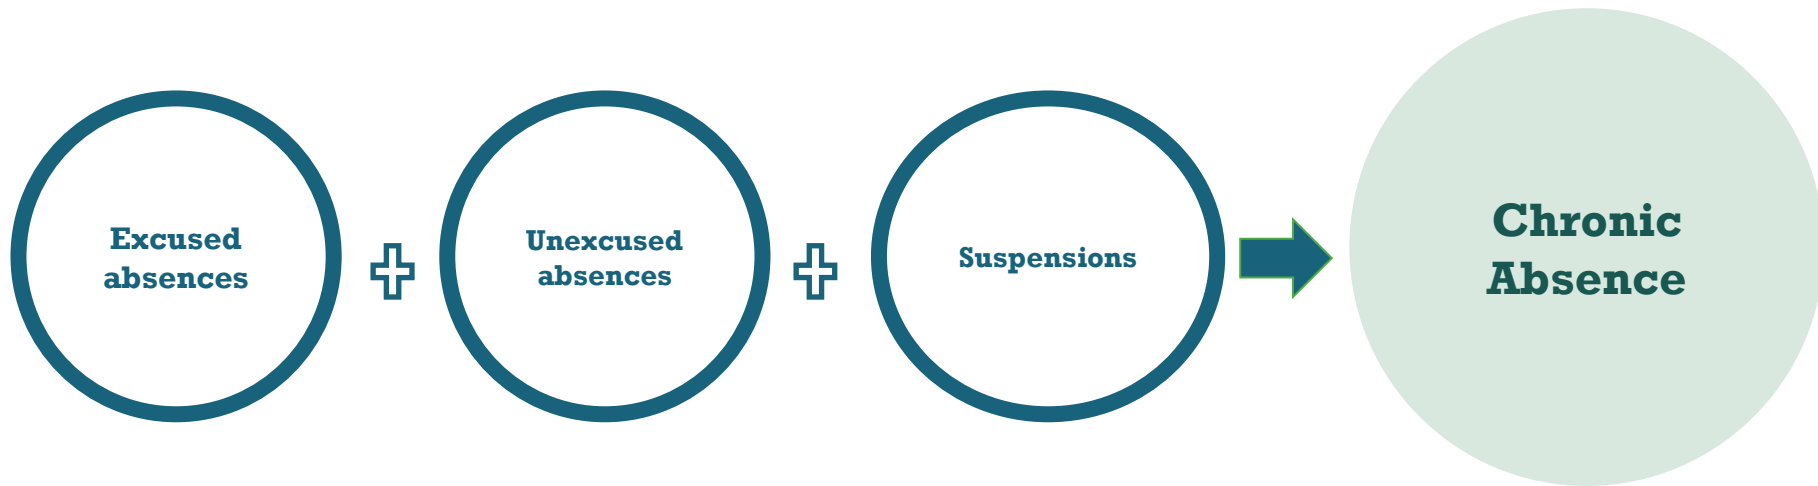 Excused
absences
Unexcused
absences
Suspensions
Chronic
Absence